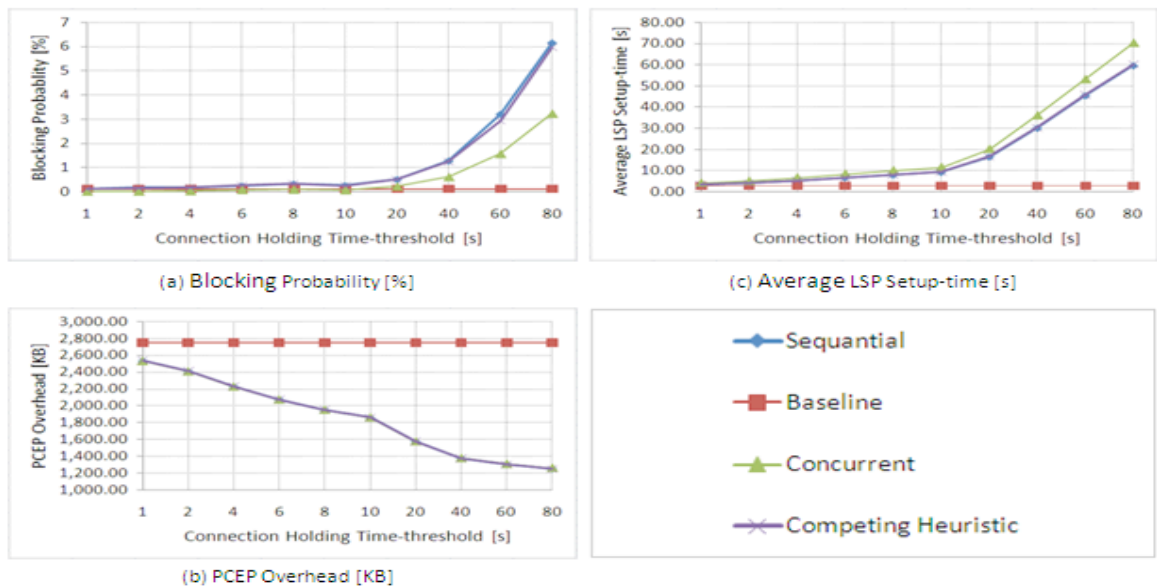 7
6
5
4
3
2
1
0
Blocking Probablity [%]
1 2 4 6 8 10 20 40 60 80
Connection Holding Time-threshold [s]
(a) Blocking Probability [%]
80.00
70.00
60.00
50.00
40.00
30.00
20.00
10.00
0.00
Average LSP Setup-time [s]
1 2 4 6 8 10 20 40 60 80
Connection Holding Time-threshold [s]
(c) Average LSP Setup-time [s]
3,000.00
2,800.00
2,600.00
2,400.00
2,200.00
2,000.00
1,800.00
1,600.00
1,400.00
1,200.00
1,000.00
PCEP Overhead [KB]
1 2 4 6 8 10 20 40 60 80
Connection Holding Time-threshold [s]
(b) PCEP Overhead [KB]
Sequantial
Baseline
Concurrent
Competing Heuristic